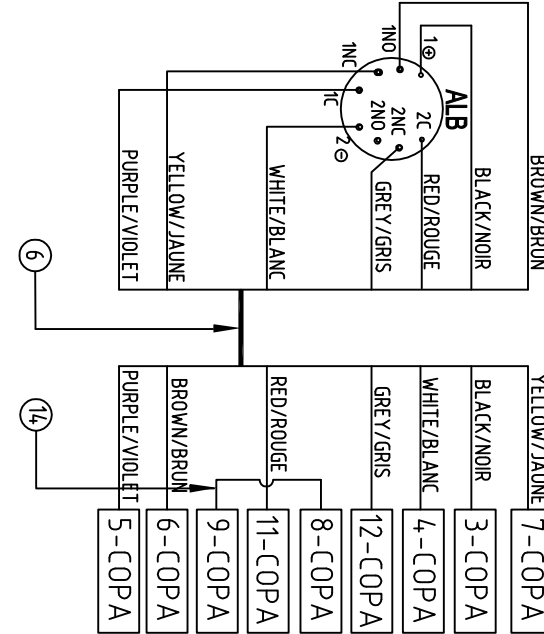 BROWN/BRUN
BLACK/NOIR
RED/ROUGE
GREY/GRIS
WHITE/BLANC
YELLOW/JAUNE
PURPLE/VIOLET
ALB
1 ⊕
1NO
1NC
1C
2C
2NC
2NO
2 ⊖
6
YELLOW/JAUNE
BLACK/NOIR
WHITE/BLANC
GREY/GRIS
RED/ROUGE
BROWN/BRUN
PURPLE/VIOLET
14
7-COPA
3-COPA
4-COPA
12-COPA
8-COPA
11-COPA
9-COPA
6-COPA
5-COPA